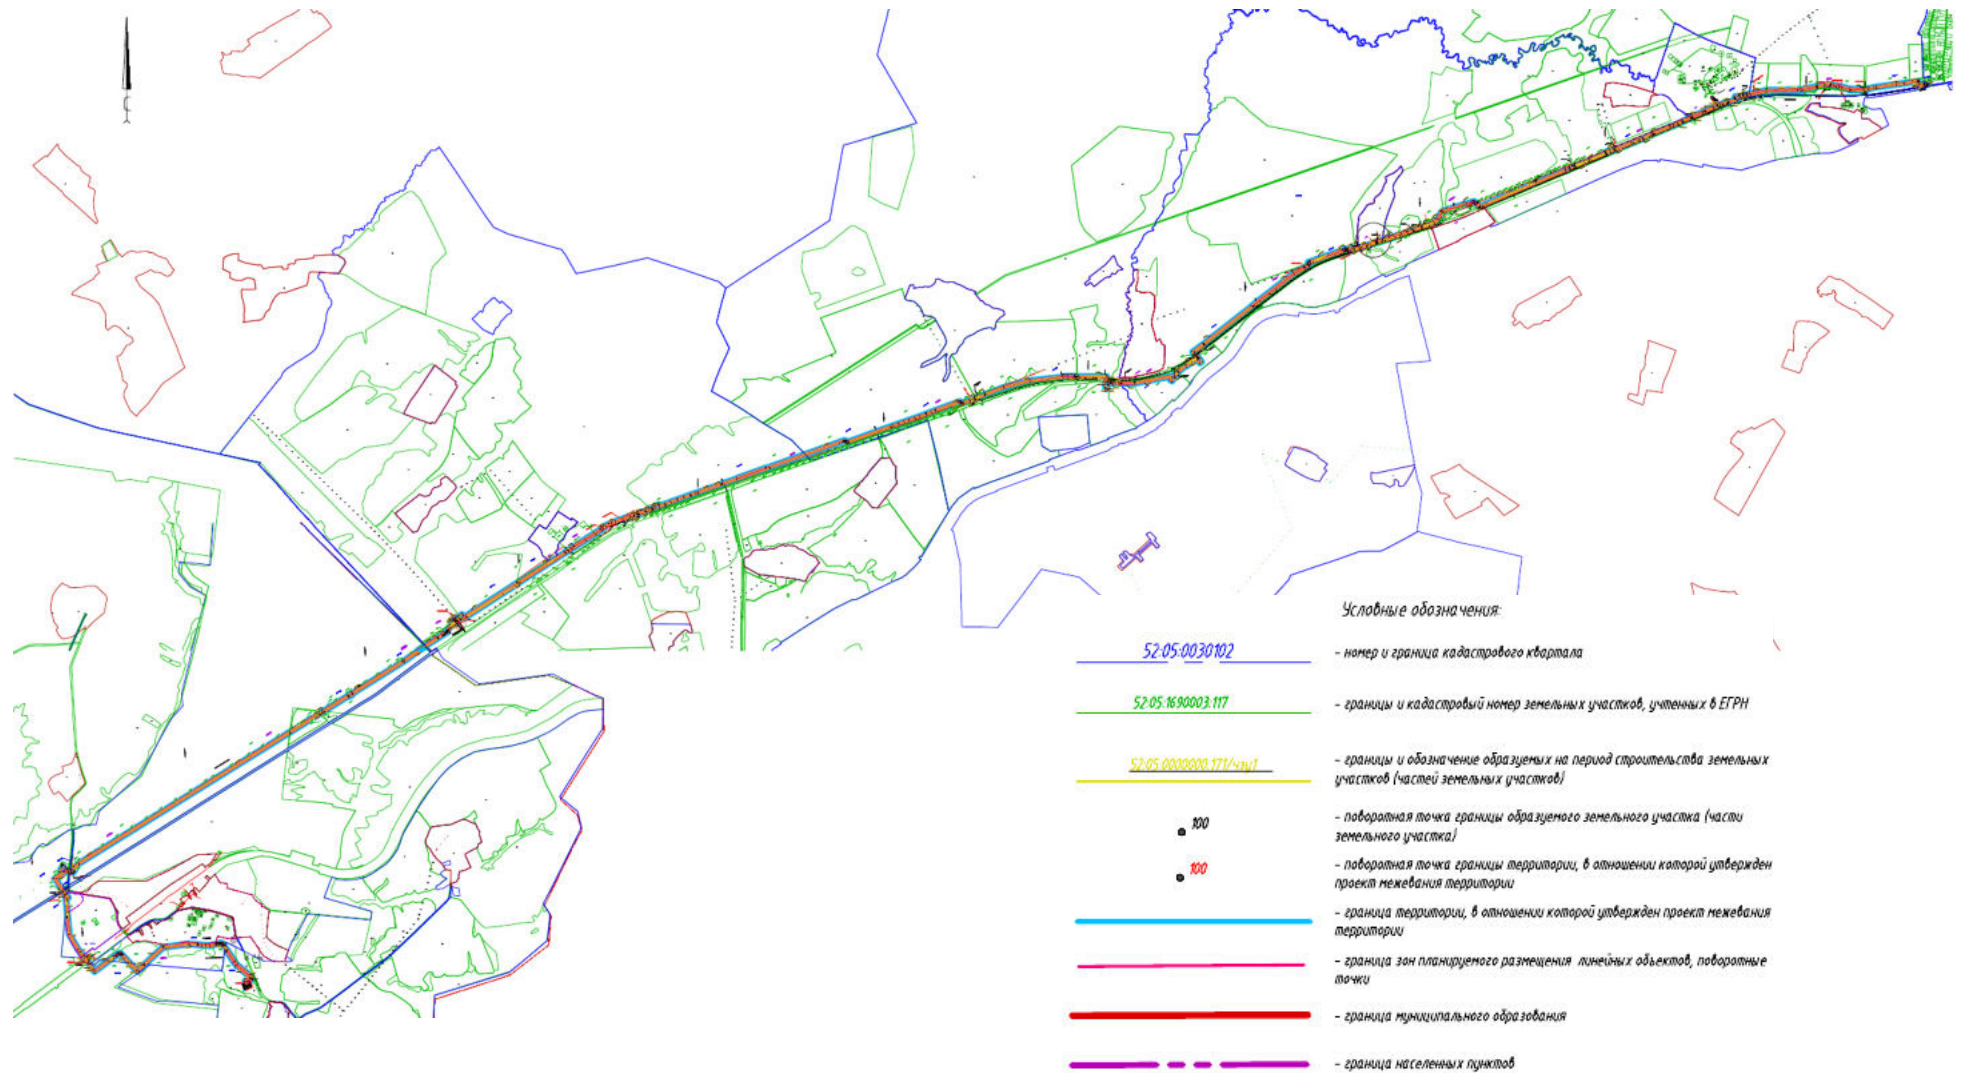 С
Условные обозначения:
52:05:0030102
- номер и граница кадастрового квартала
52:05:1690003:117
- границы и кадастровый номер земельных участков, учтенных в ЕГРН
52:05:0000000:171/чзу1
- границы и обозначение образуемых на период строительства земельных
участков (частей земельных участков)
100
- поворотная точка границы образуемого земельного участка (части
земельного участка)
100
- поворотная точка границы территории, в отношении которой утвержден
проект межевания территории
- граница территории, в отношении которой утвержден проект межевания
территории
- граница зон планируемого размещения линейных объектов, поворотные
точки
- граница муниципального образования
- граница населенных пунктов